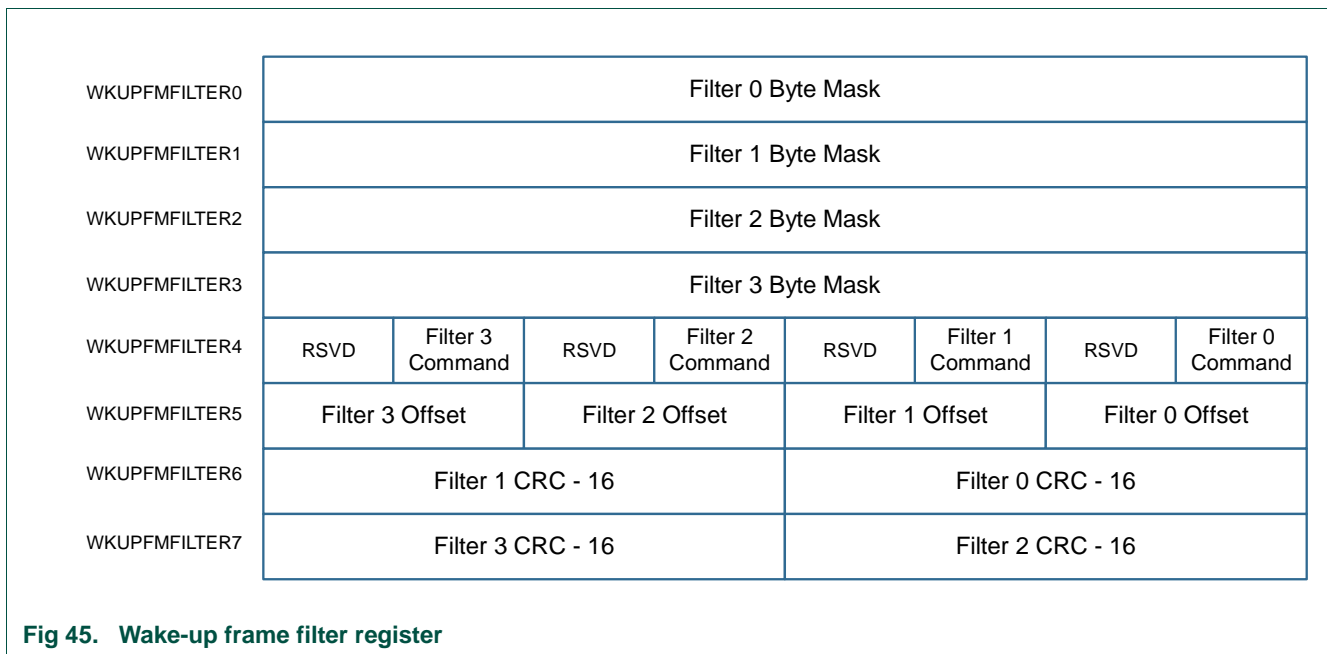 WKUPFMFILTER0
Filter 0 Byte Mask
WKUPFMFILTER1
Filter 1 Byte Mask
WKUPFMFILTER2
Filter 2 Byte Mask
WKUPFMFILTER3
Filter 3 Byte Mask
WKUPFMFILTER4
RSVD
Filter 3
Command
RSVD
Filter 2
Command
RSVD
Filter 1
Command
RSVD
Filter 0
Command
WKUPFMFILTER5
Filter 3 Offset
Filter 2 Offset
Filter 1 Offset
Filter 0 Offset
WKUPFMFILTER6
Filter 1 CRC - 16
Filter 0 CRC - 16
WKUPFMFILTER7
Filter 3 CRC - 16
Filter 2 CRC - 16
Fig 45. Wake-up frame filter register